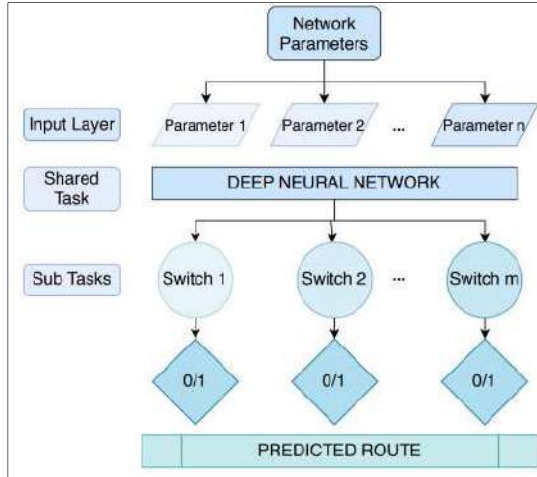 Network
Parameters
Input Layer
Parameter 1
Parameter 2
...
Parameter n
Shared
Task
DEEP NEURAL NETWORK
Sub Tasks
Switch 1
Switch 2
...
Switch m
0/1
0/1
0/1
PREDICTED ROUTE